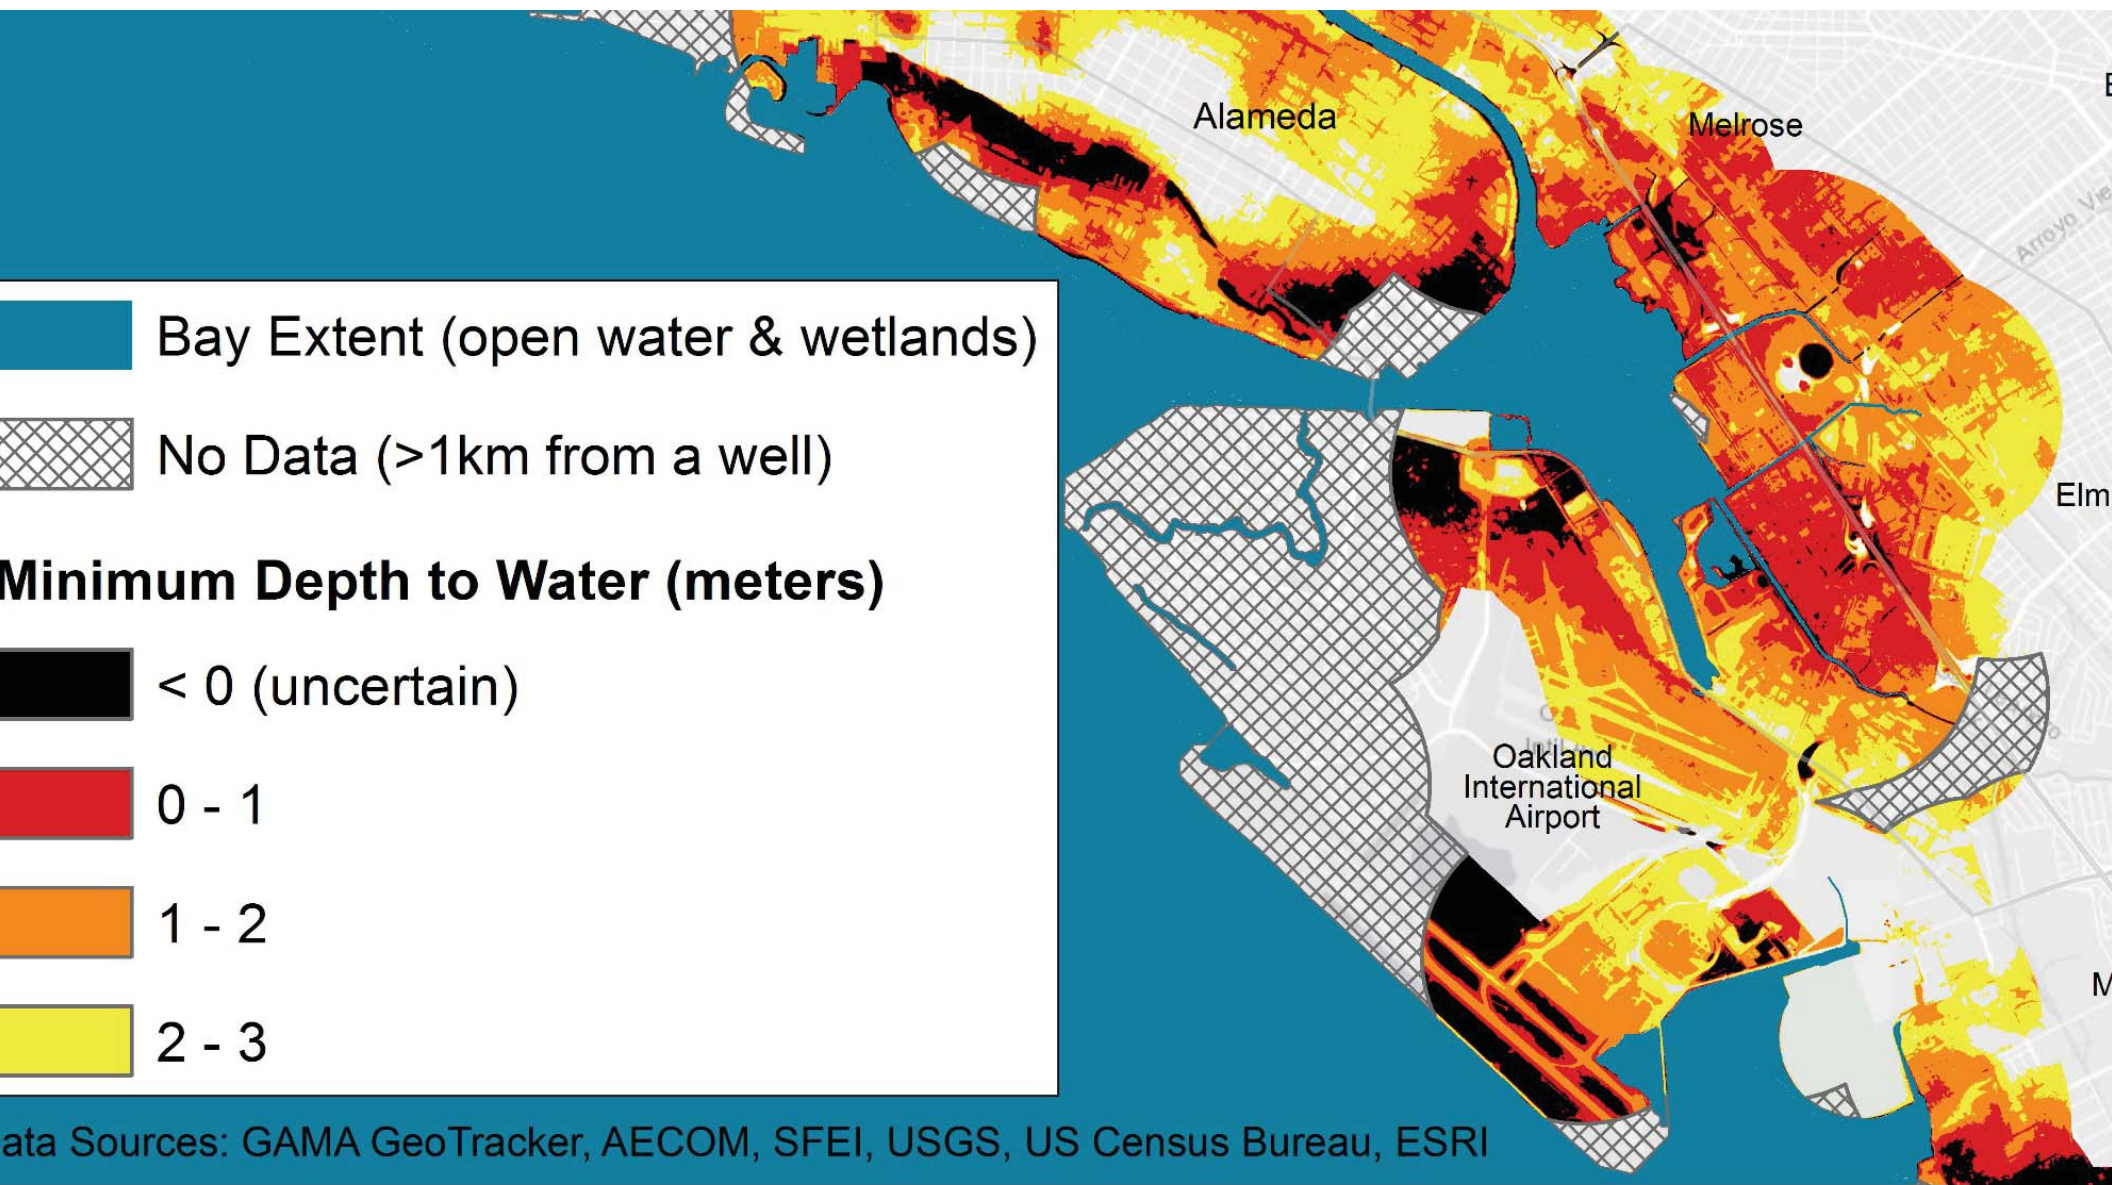 Alameda
Melrose
Arroyo Vie
Bay Extent (open water & wetlands)
No Data (>1km from a well)
Elm
Minimum Depth to Water (meters)
< 0 (uncertain)
0 - 1
1 - 2
2 - 3
Oakland
International
Airport
M
ata Sources: GAMA GeoTracker, AECOM, SFEI, USGS, US Census Bureau, ESRI